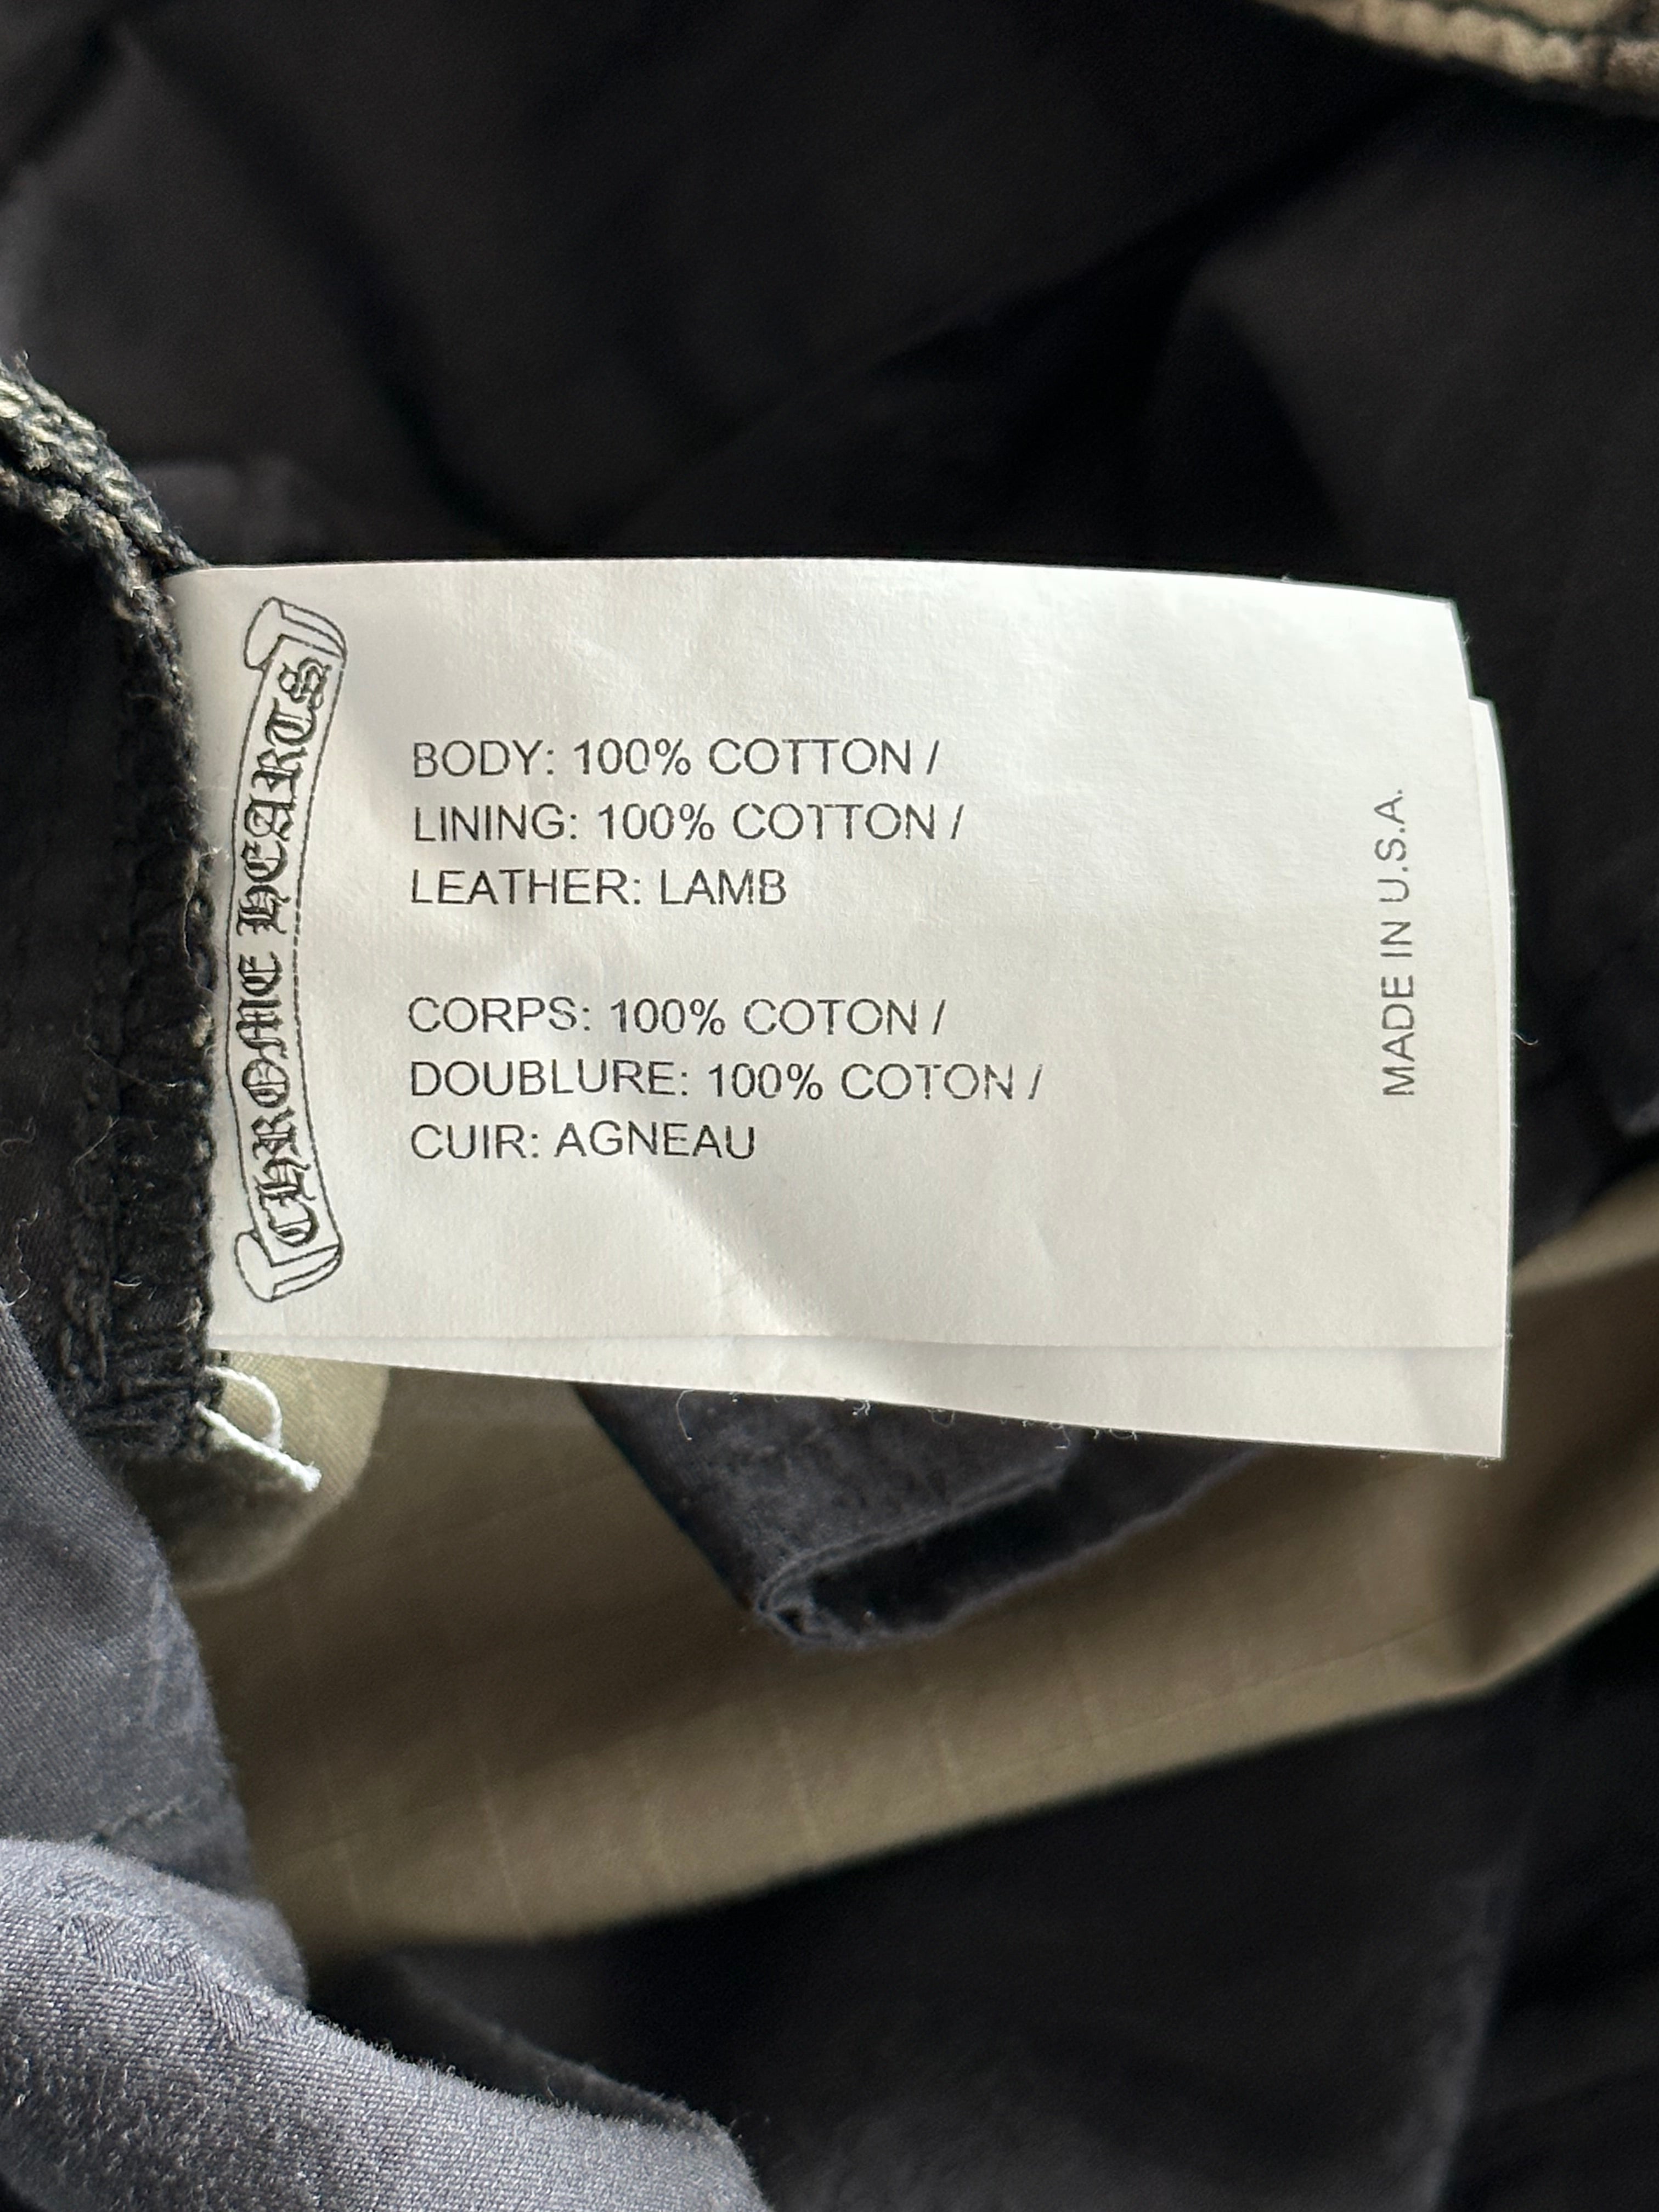 CHROME HEARTS
BODY: 100% COTTON /
LINING: 100% COTTON /
LEATHER: LAMB
CORPS: 100% COTON /
DOUBLURE: 100% COTON /
CUIR: AGNEAU
MADE IN U.S.A.